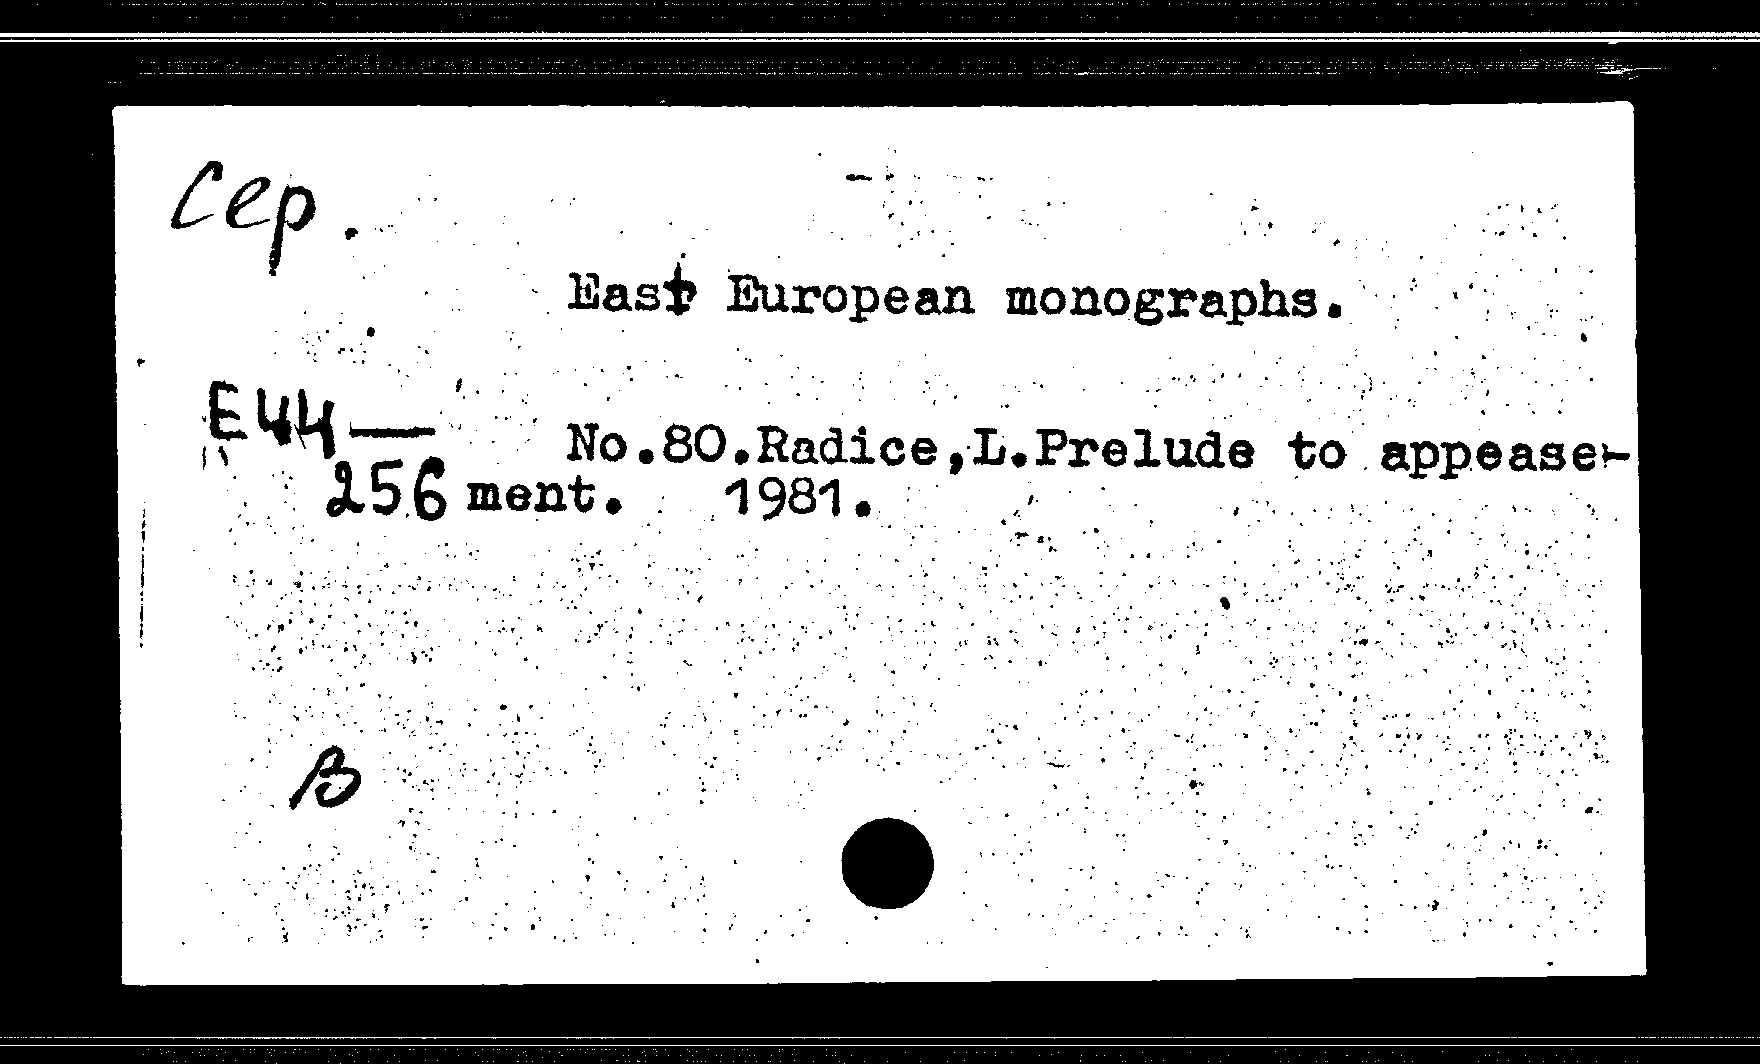 Сер.
East European monographs.
E44—
No.80.Radice,L.Prelude to appease-
256 ment. 1981.
В